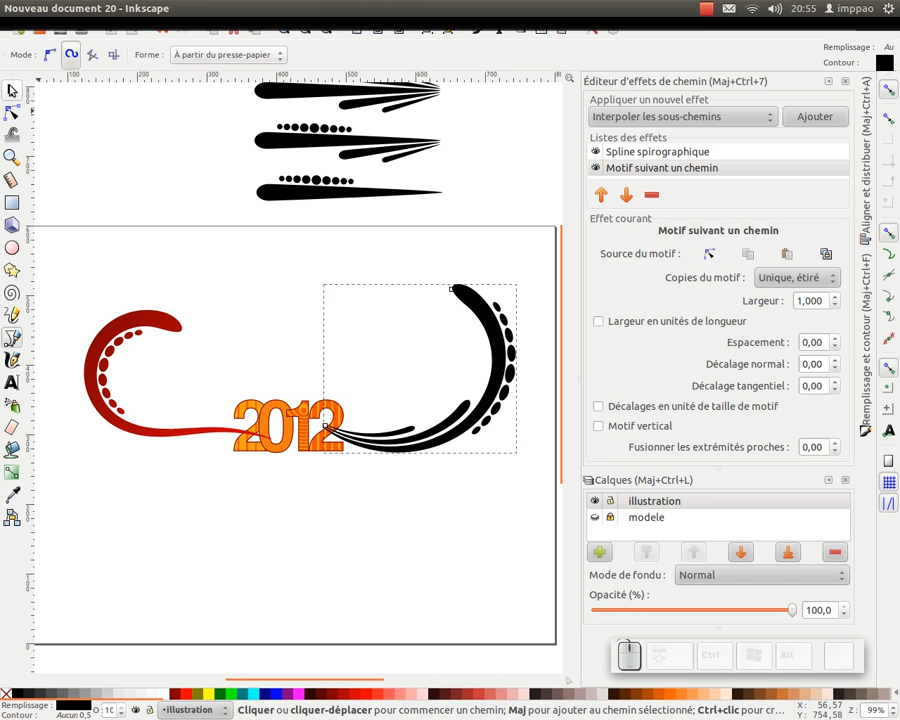 Nouveau document 20 - Inkscape
20:55
imppao
Mode :
Forme :
À partir du presse-papier
Remplissage : Au
Contour :
100
200
300
400
500
600
700
Éditeur d'effets de chemin (Maj+Ctrl+7)
Appliquer un nouvel effet
Interpoler les sous-chemins
Ajouter
Listes des effets
Spline spirographique
Motif suivant un chemin
Effet courant
Motif suivant un chemin
Source du motif :
Copies du motif :
Unique, étiré
Largeur :
1,000
Largeur en unités de longueur
Espacement :
0,00
Décalage normal :
0,00
Décalage tangentiel :
0,00
Décalages en unité de taille de motif
Motif vertical
Fusionner les extrémités proches :
0,00
Aligner et distribuer (Maj+Ctrl+A)
Remplissage et contour (Maj+Ctrl+F)
2012
Calques (Maj+Ctrl+L)
illustration
modele
Mode de fondu :
Normal
Opacité (%) :
100,0
Ctrl
Alt
Remplissage :
Contour :
Aucun 0,5
O:
illustration
Cliquer ou cliquer-déplacer pour commencer un chemin; Maj pour ajouter au chemin sélectionné; Ctrl+clic pour cr...
X: 56,57
Y: 754,58
Z: 99%